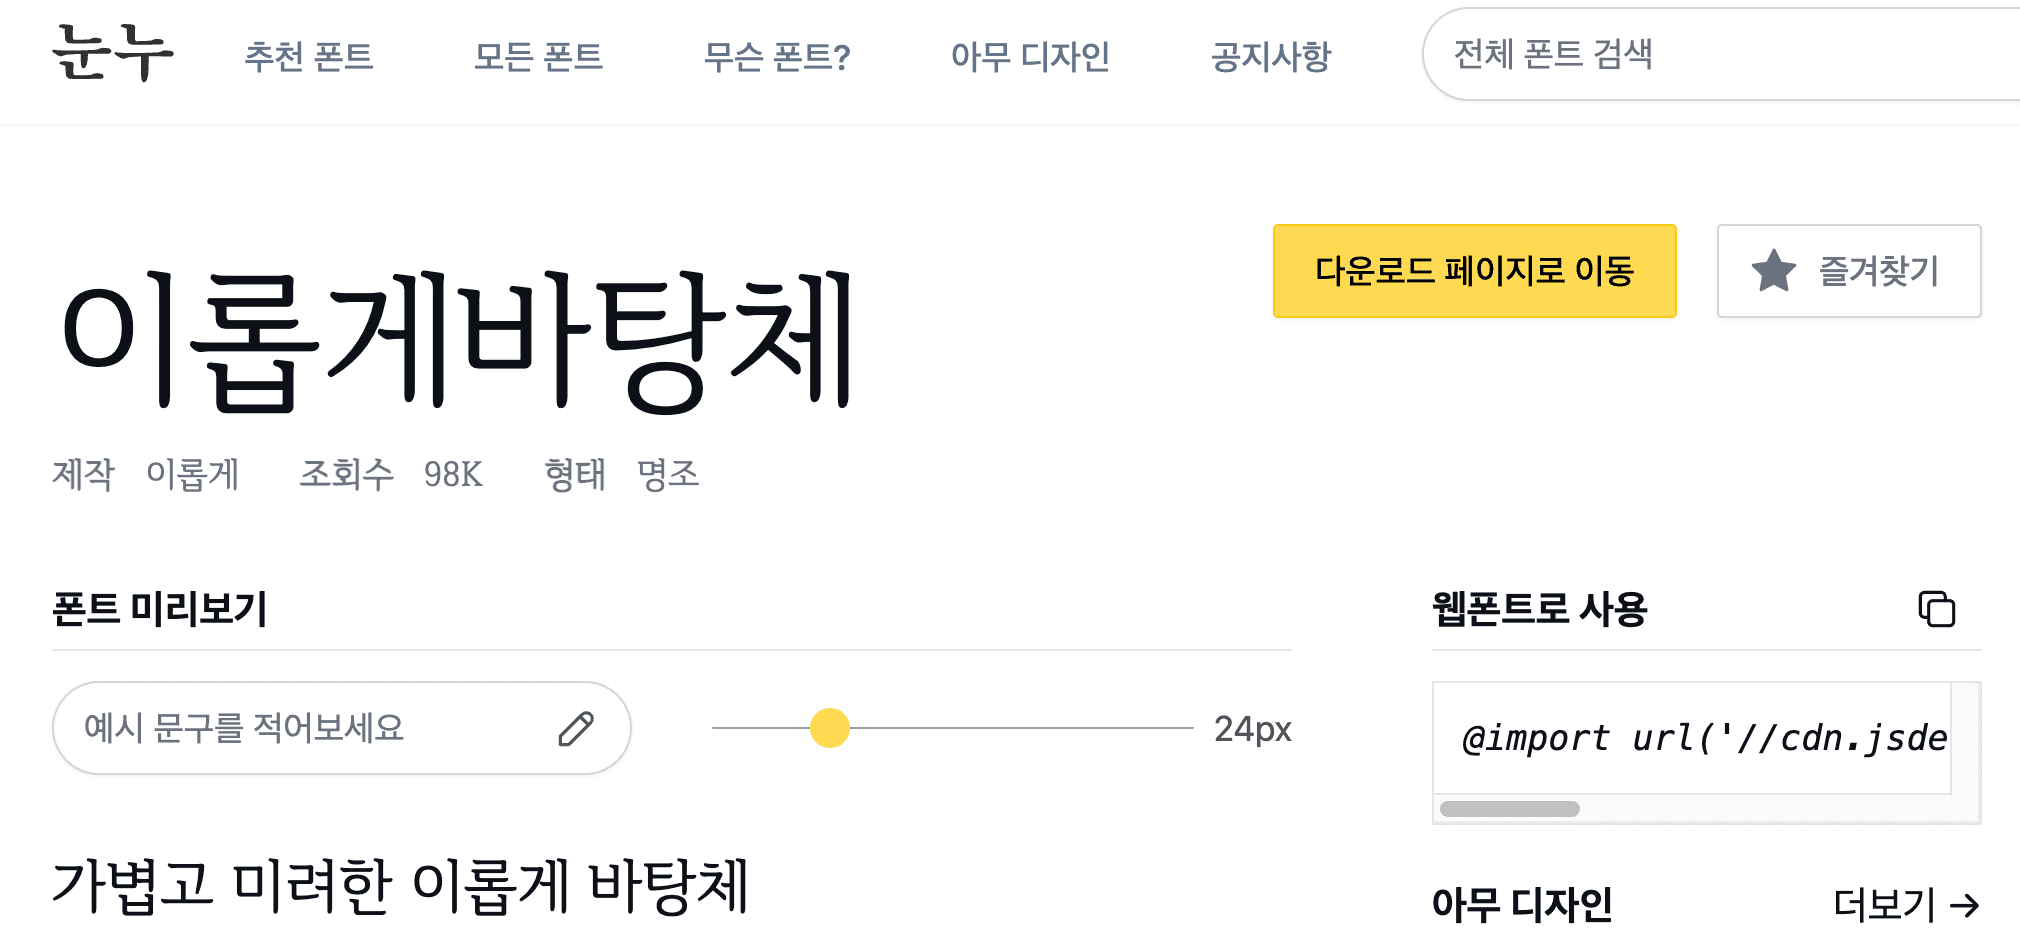 눈누 추천 폰트 모든 폰트 무슨 폰트? 아무 디자인 공지사항 전체 폰트 검색
이롭게바탕체
다운로드 페이지로 이동 즐겨찾기
제작 이롭게 조회수 98K 형태 명조
폰트 미리보기
예시 문구를 적어보세요 24px
가볍고 미려한 이롭게 바탕체
웹폰트로 사용
@import url('//cdn.jsde
아무 디자인 더보기 →